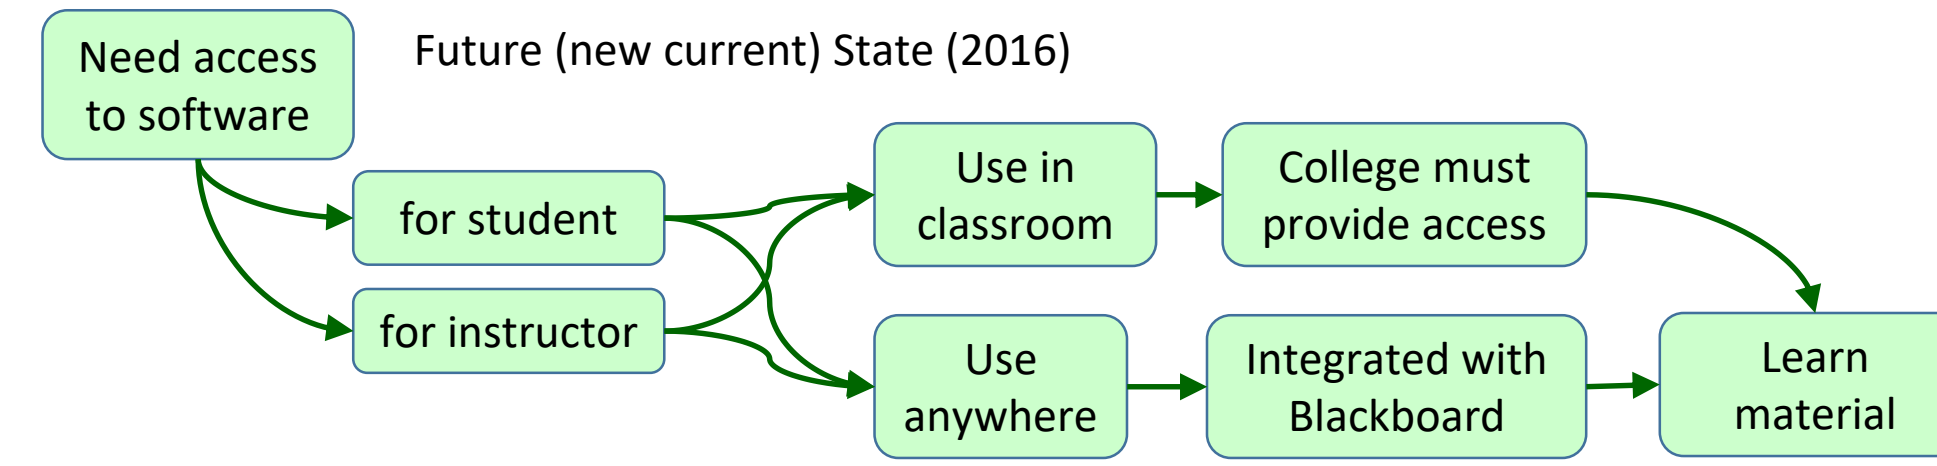 Need access
to software
Future (new current) State (2016)
for student
for instructor
Use in
classroom
College must
provide access
Use
anywhere
Integrated with
Blackboard
Learn
material